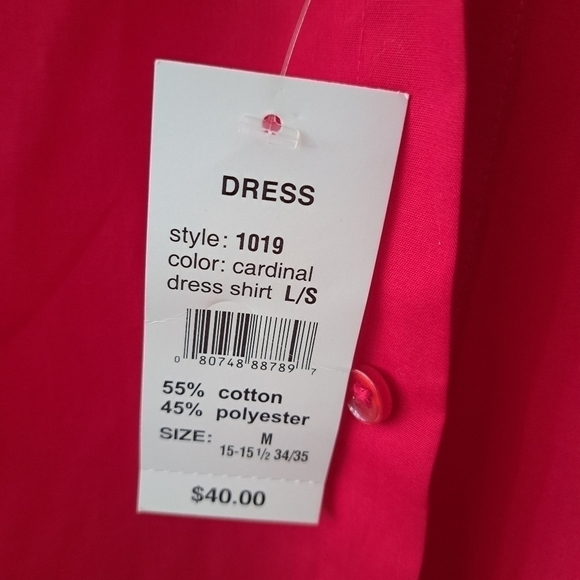 DRESS
style: 1019
color: cardinal
dress shirt L/S
0 80748 88789 7
55% cotton
45% polyester
SIZE: M
15-15 1/2 34/35
$40.00